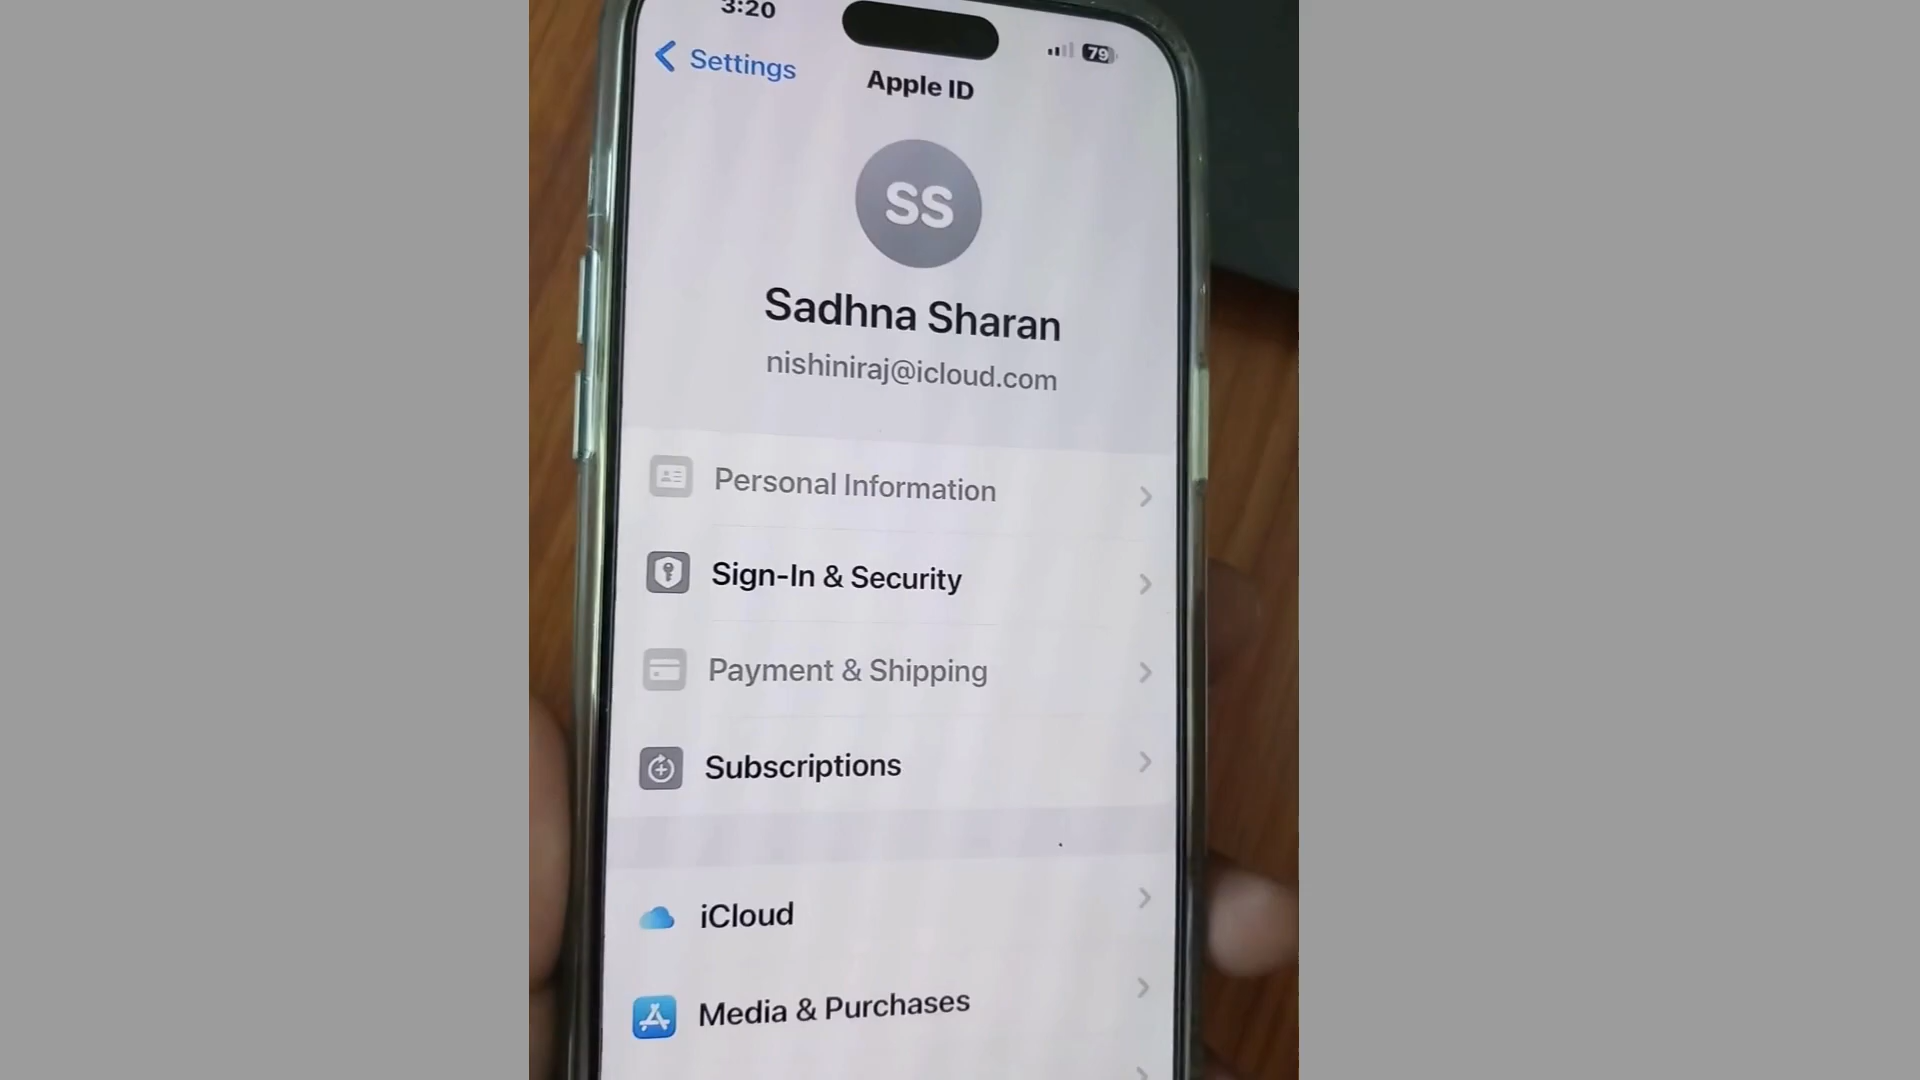 3:20
79
Settings
Apple ID
SS
Sadhna Sharan
nishiniraj@icloud.com
Personal Information
Sign-In & Security
Payment & Shipping
Subscriptions
iCloud
Media & Purchases